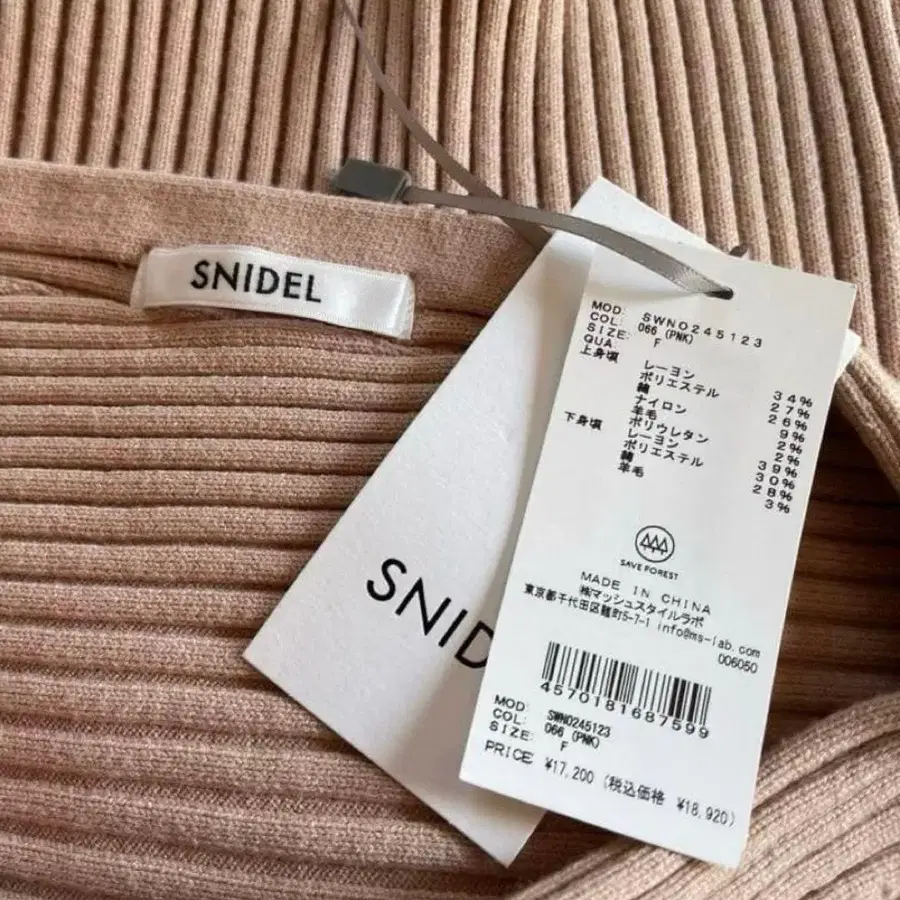 SNIDEL
SNID
MOD: SWNO245123
COL: 066 (PNK)
SIZE: F
QUA:
上身頃 レーヨン 34%
ポリエステル 27%
綿 26%
ナイロン 9%
羊毛 2%
ポリウレタン 2%
下身頃 レーヨン 39%
ポリエステル 30%
綿 28%
羊毛 3%
SAVE FOREST
MADE IN CHINA
㈱マッシュスタイルラボ
東京都千代田区麹町5-7-1 info@ms-lab.com
006050
4570181687599
MOD: SWNO245123
COL: 066 (PNK)
SIZE: F
PRICE ¥17,200 (税込価格 ¥18,920)